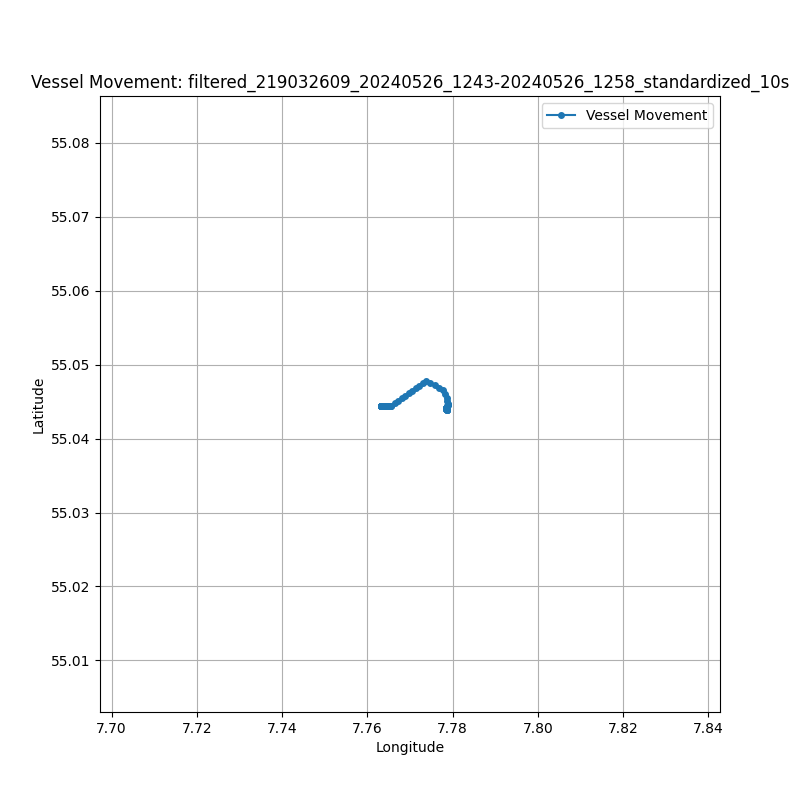 Vessel Movement: filtered_219032609_20240526_1243-20240526_1258_standardized_10s
Vessel Movement
55.08
55.07
55.06
55.05
55.04
55.03
55.02
55.01
Latitude
7.70 7.72 7.74 7.76 7.78 7.80 7.82 7.84
Longitude